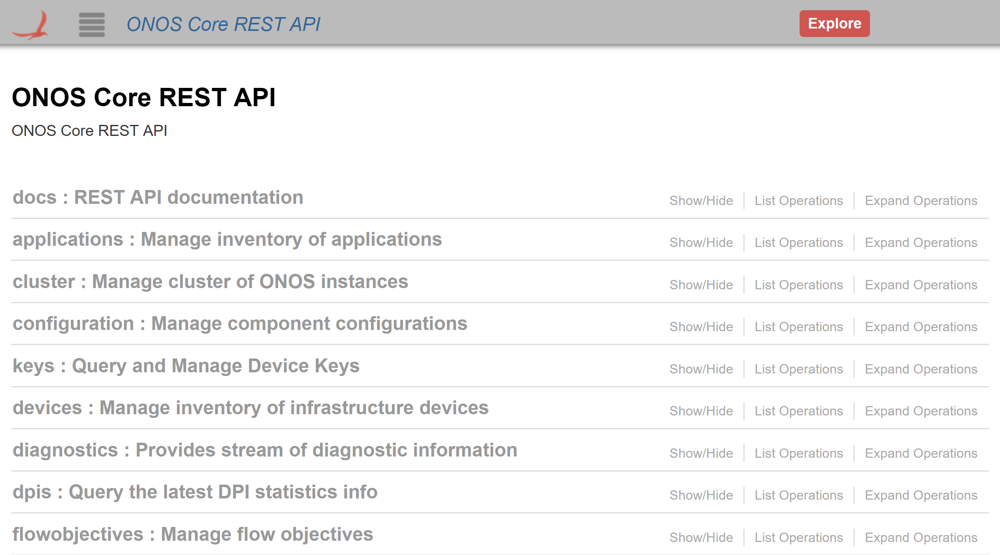 ONOS Core REST API
Explore
ONOS Core REST API
ONOS Core REST API
docs : REST API documentation Show/Hide List Operations Expand Operations
applications : Manage inventory of applications Show/Hide List Operations Expand Operations
cluster : Manage cluster of ONOS instances Show/Hide List Operations Expand Operations
configuration : Manage component configurations Show/Hide List Operations Expand Operations
keys : Query and Manage Device Keys Show/Hide List Operations Expand Operations
devices : Manage inventory of infrastructure devices Show/Hide List Operations Expand Operations
diagnostics : Provides stream of diagnostic information Show/Hide List Operations Expand Operations
dpis : Query the latest DPI statistics info Show/Hide List Operations Expand Operations
flowobjectives : Manage flow objectives Show/Hide List Operations Expand Operations